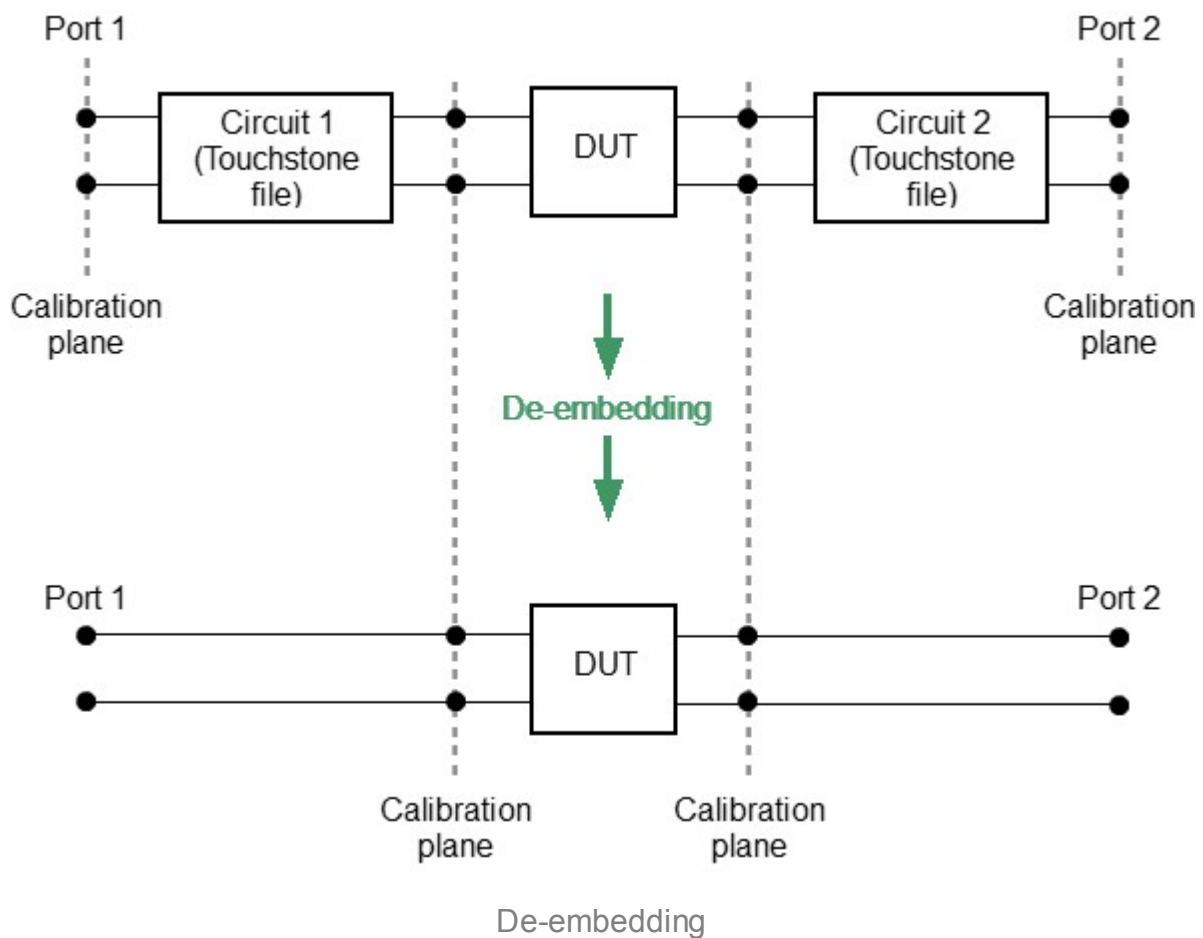 Port 1
Port 2
Circuit 1
(Touchstone
file)
DUT
Circuit 2
(Touchstone
file)
Calibration
plane
Calibration
plane
De-embedding
Port 1
Port 2
DUT
Calibration
plane
Calibration
plane
De-embedding